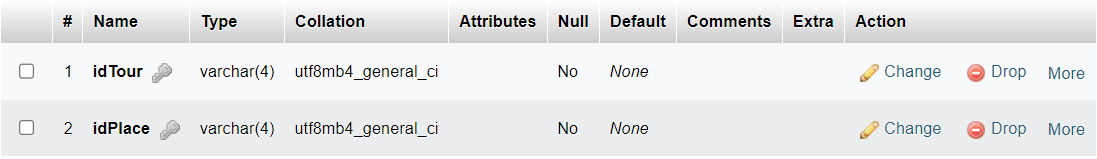 # Name Type Collation Attributes Null Default Comments Extra Action
1 idTour varchar(4) utf8mb4_general_ci No None Change Drop More
2 idPlace varchar(4) utf8mb4_general_ci No None Change Drop More